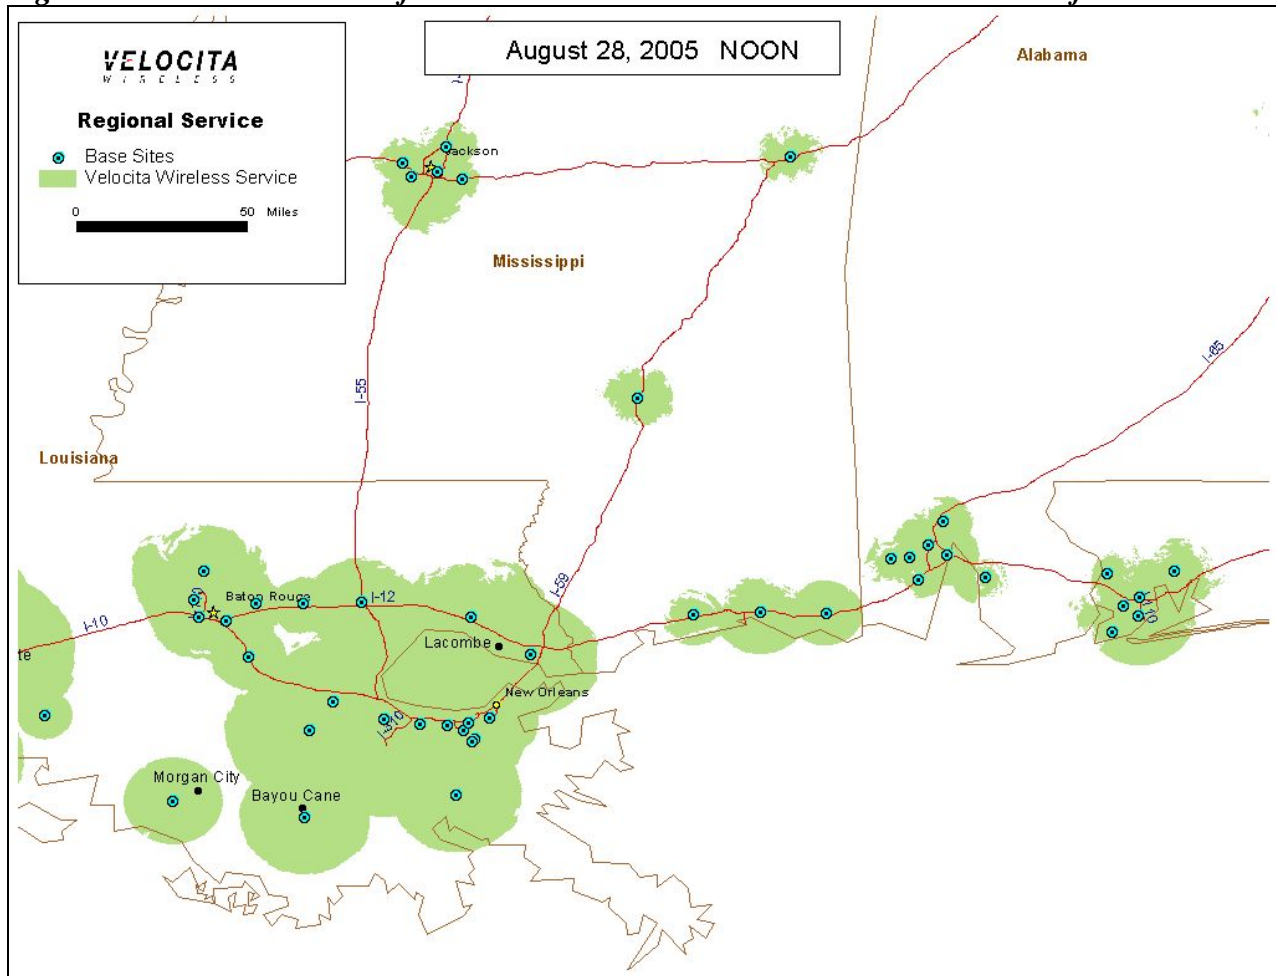 August 28, 2005 NOON
Alabama
VELOCITA
WIRELESS
Regional Service
Base Sites
Velocita Wireless Service
0 50 Miles
Jackson
Mississippi
I-65
I-55
Louisiana
I-59
Baton Rouge
I-12
I-10
I-10
Lacombe
New Orleans
I-310
Morgan City
Bayou Cane